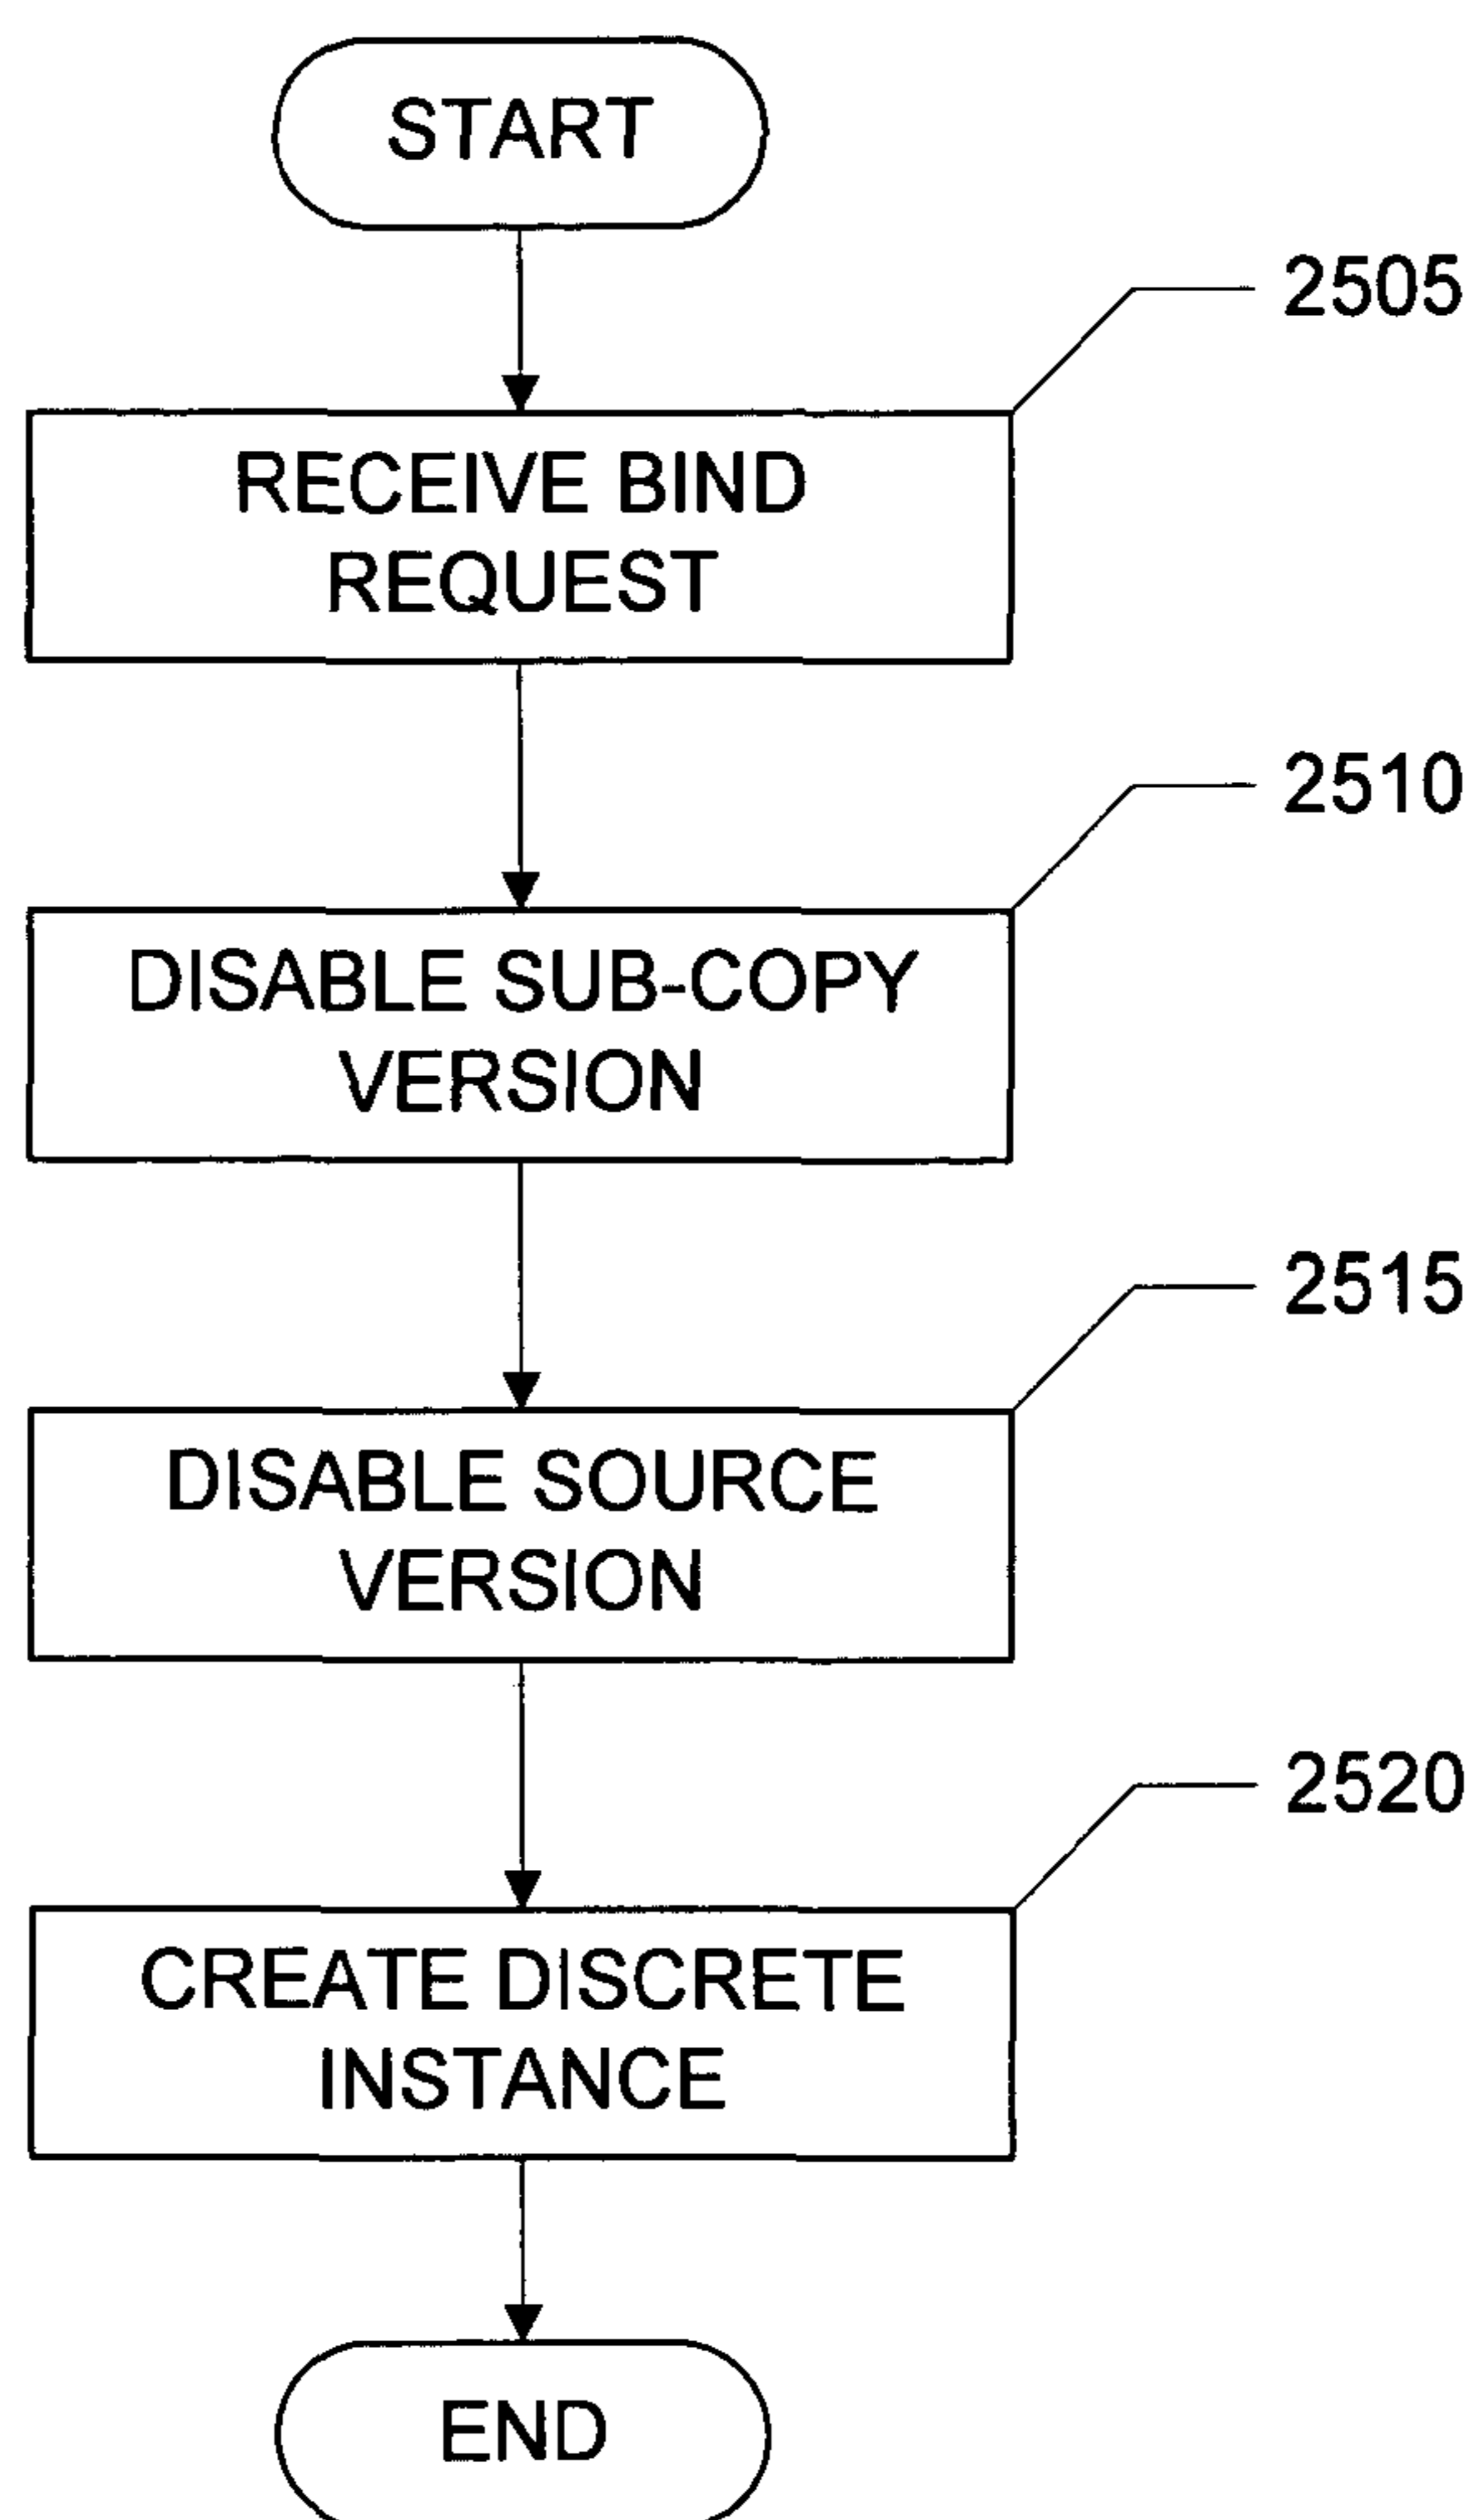 START
2505
RECEIVE BIND
REQUEST
2510
DISABLE SUB-COPY
VERSION
2515
DISABLE SOURCE
VERSION
2520
CREATE DISCRETE
INSTANCE
END